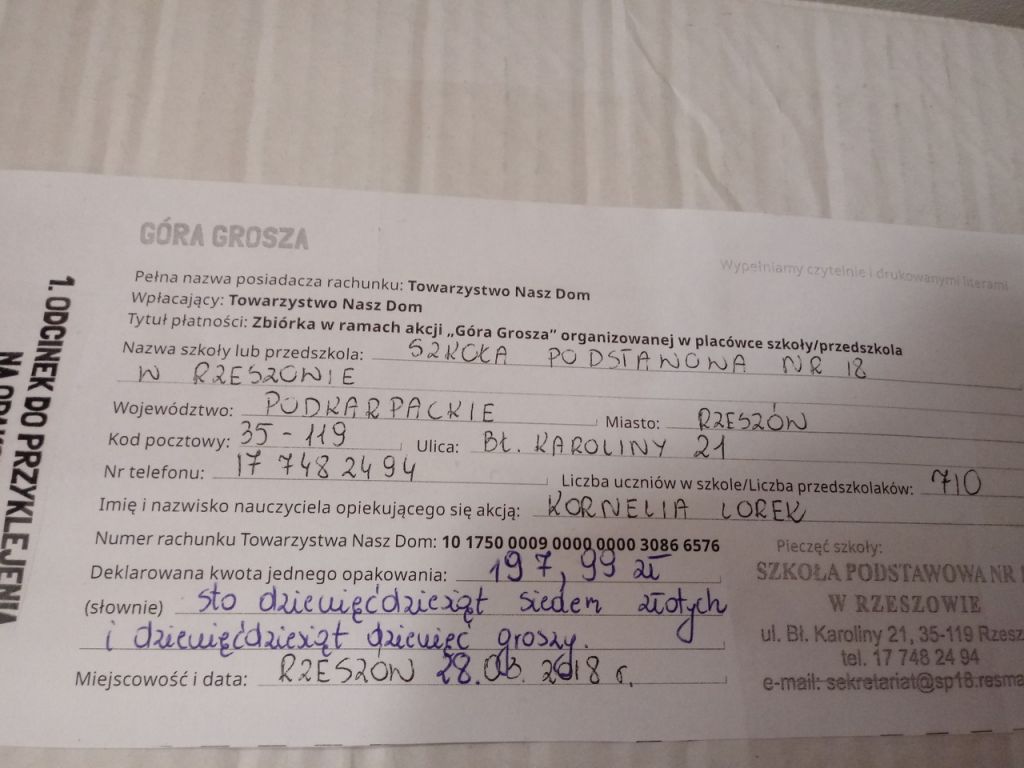 GÓRA GROSZA
Wypełniamy czytelnie i drukowanymi literami
Pełna nazwa posiadacza rachunku: Towarzystwo Nasz Dom
Wpłacający: Towarzystwo Nasz Dom
Tytuł płatności: Zbiórka w ramach akcji „Góra Grosza” organizowanej w placówce szkoły/przedszkola
Nazwa szkoły lub przedszkola: SZKOŁA PODSTAWOWA NR 18
W RZESZOWIE
Województwo: PODKARPACKIE Miasto: RZESZÓW
Kod pocztowy: 35-119 Ulica: BŁ. KAROLINY 21
Nr telefonu: 17 748 24 94 Liczba uczniów w szkole/Liczba przedszkolaków: 710
Imię i nazwisko nauczyciela opiekującego się akcją: KORNELIA LOREK
Numer rachunku Towarzystwa Nasz Dom: 10 1750 0009 0000 0000 3086 6576
Deklarowana kwota jednego opakowania: 197,99 zł
(słownie) sto dziewięćdziesiąt siedem złotych
i dziewięćdziesiąt dziewięć groszy.
Miejscowość i data: RZESZÓW 28.03.2018 r.
Pieczęć szkoły:
SZKOŁA PODSTAWOWA NR 1
W RZESZOWIE
ul. Bł. Karoliny 21, 35-119 Rzesz
tel. 17 748 24 94
e-mail: sekretariat@sp18.resma
1. ODCINEK DO PRZYKLEJENIA